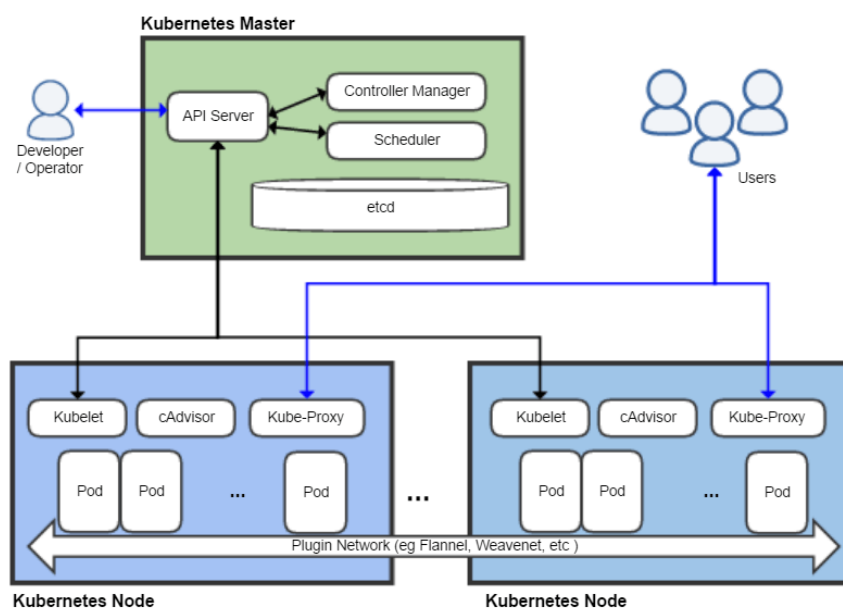 Kubernetes Master
Developer
/ Operator
API Server
Controller Manager
Scheduler
etcd
Users
Kubelet
cAdvisor
Kube-Proxy
Pod
Pod
...
Pod
...
Kubelet
cAdvisor
Kube-Proxy
Pod
Pod
...
Pod
Plugin Network (eg Flannel, Weavenet, etc )
Kubernetes Node
Kubernetes Node